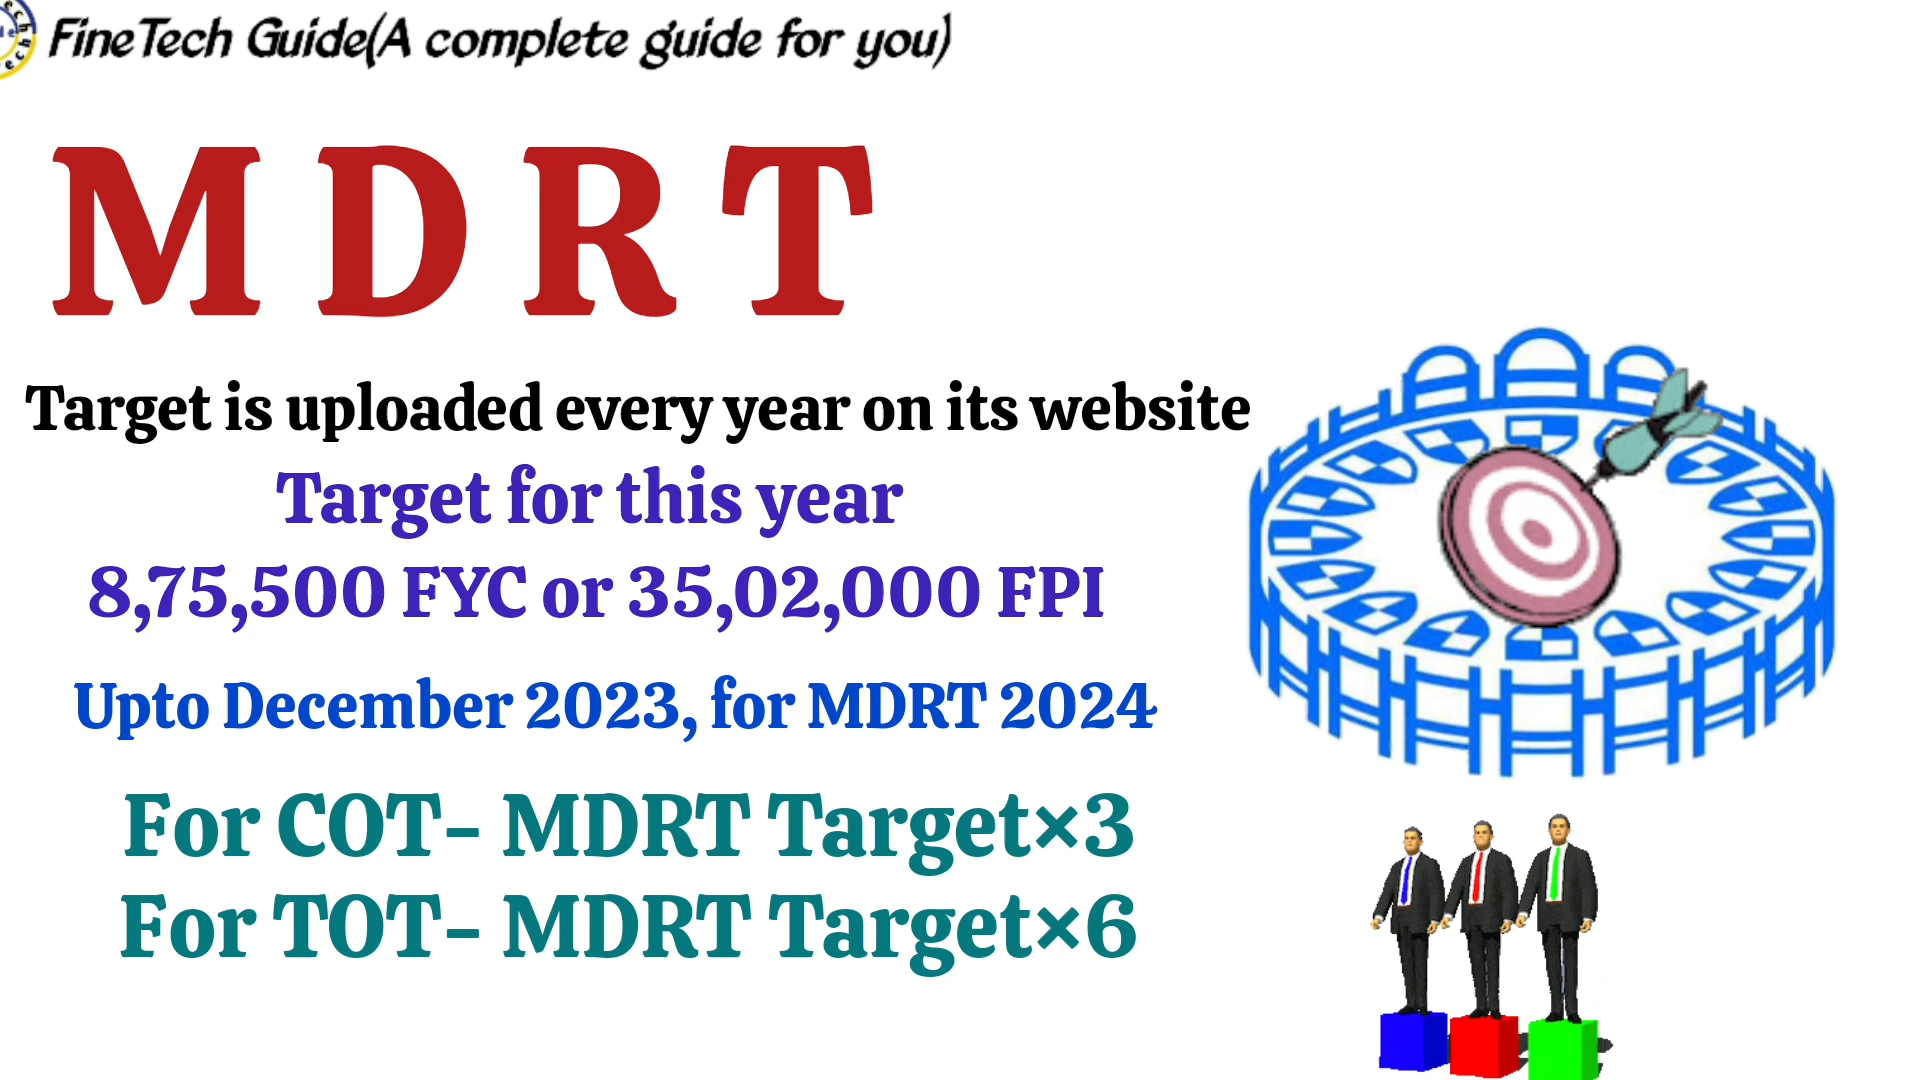 FineTech Guide(A complete guide for you)
MDRT
Target is uploaded every year on its website
Target for this year
8,75,500 FYC or 35,02,000 FPI
Upto December 2023, for MDRT 2024
For COT- MDRT Target×3
For TOT- MDRT Target×6